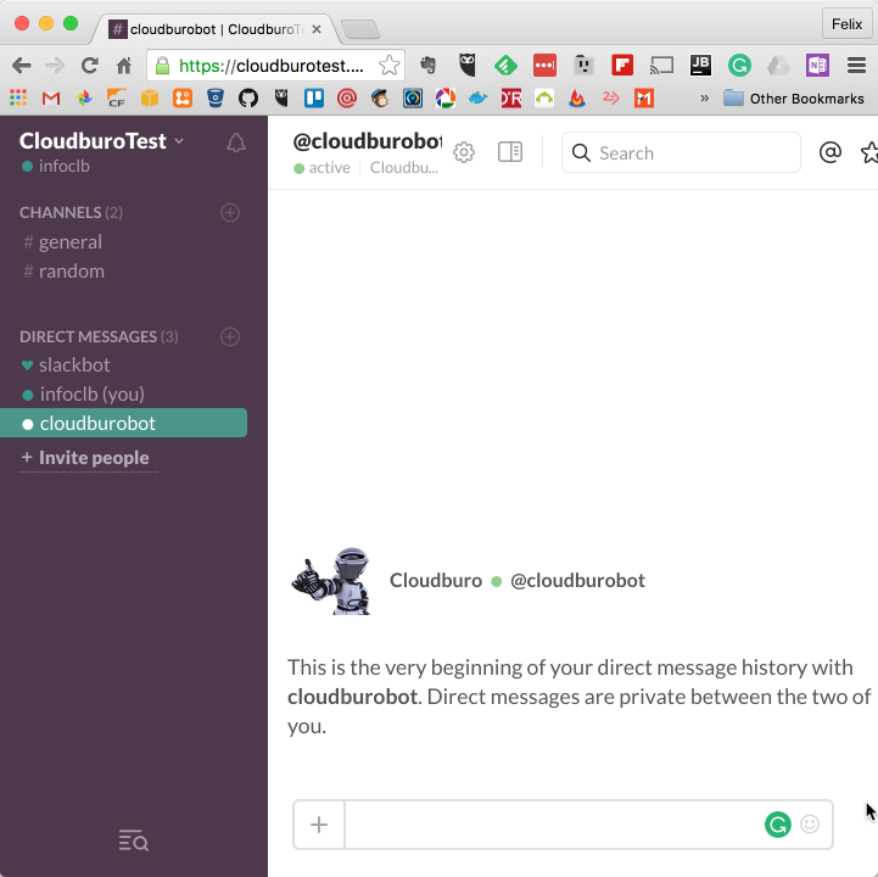 # cloudburobot | CloudburoT
Felix
https://cloudburotest....
JB
CF
Other Bookmarks
CloudburoTest
infoclb
@cloudburobot
active | Cloudbu...
Search
CHANNELS (2)
# general
# random
DIRECT MESSAGES (3)
slackbot
infoclb (you)
cloudburobot
+ Invite people
Cloudburo @cloudburobot
This is the very beginning of your direct message history with
cloudburobot. Direct messages are private between the two of
you.